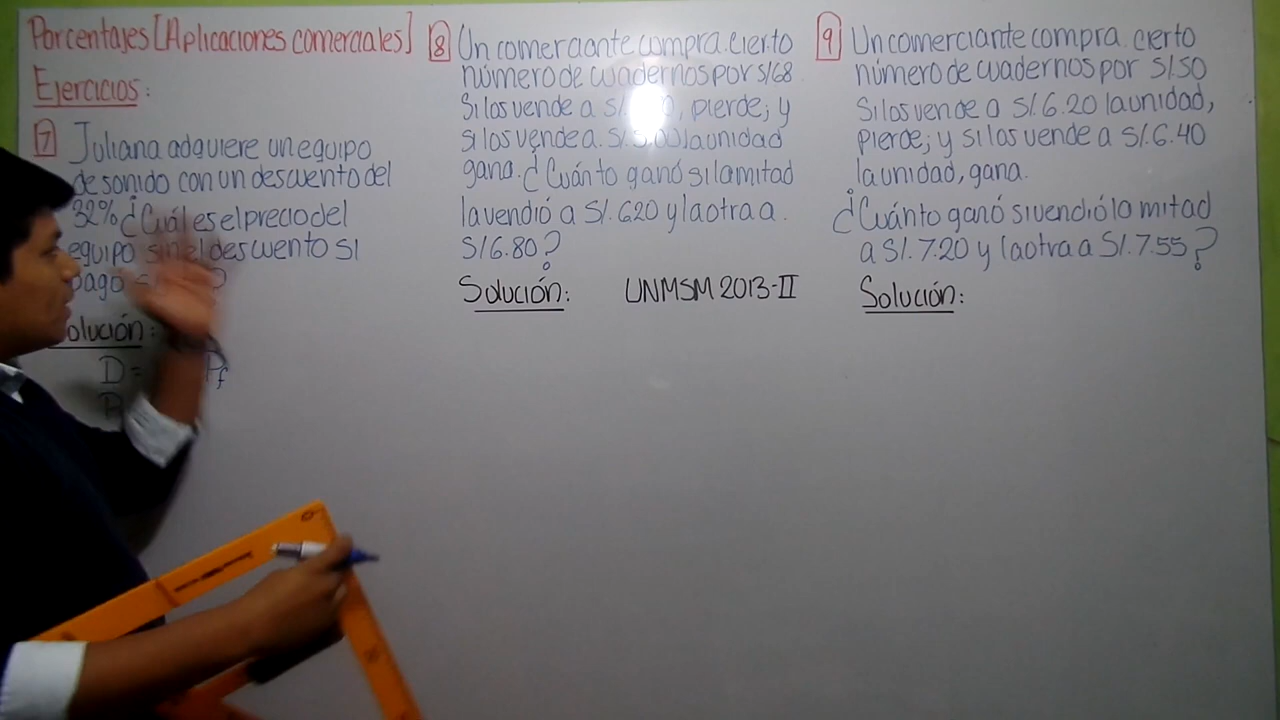 Porcentajes [Aplicaciones comerciales]
Ejercicios:
7 Juliana adquiere un equipo
de sonido con un descuento del
32% ¿Cuál es el precio del
equipo sin el descuento si
pago
Solución:
D=
Pf
8 Un comerciante compra cierto
número de cuadernos por S/68
Si los vende a S/. , pierde; y
si los vende a. S/. la unidad
gana. ¿Cuánto ganó si la mitad
la vendió a S/. 6.20 y la otra a.
S/6.80?
Solución: UNMSM 2013-II
9 Un comerciante compra cierto
número de cuadernos por S/.50
Si los vende a S/. 6.20 la unidad,
pierde; y si los vende a S/. 6.40
la unidad, gana.
¿Cuánto ganó si vendió la mitad
a S/. 7.20 y la otra a S/. 7.55?
Solución: